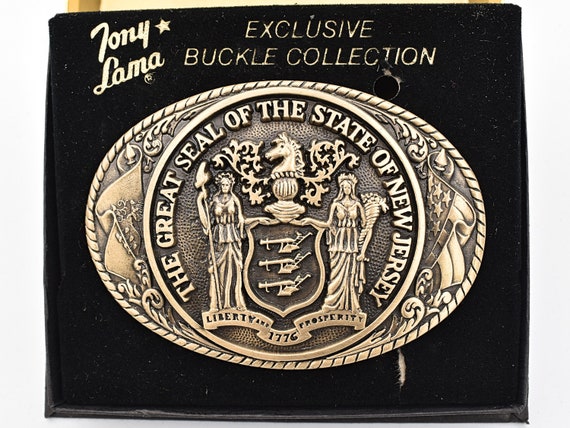 Tony Lama
EXCLUSIVE
BUCKLE COLLECTION
THE GREAT SEAL OF THE STATE OF NEW JERSEY
LIBERTY AND PROSPERITY
1776